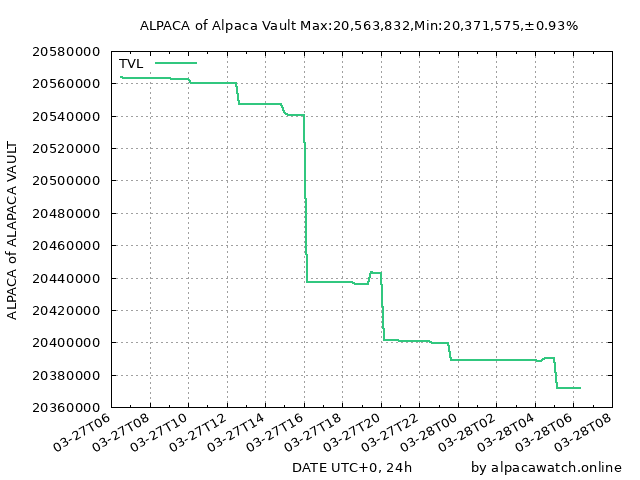 ALPACA of Alpaca Vault Max:20,563,832,Min:20,371,575,±0.93%
TVL
20580000
20560000
20540000
20520000
20500000
20480000
20460000
20440000
20420000
20400000
20380000
20360000
ALPACA of ALAPACA VAULT
03-27T06
03-27T08
03-27T10
03-27T12
03-27T14
03-27T16
03-27T18
03-27T20
03-27T22
03-28T00
03-28T02
03-28T04
03-28T06
03-28T08
DATE UTC+0, 24h
by alpacawatch.online